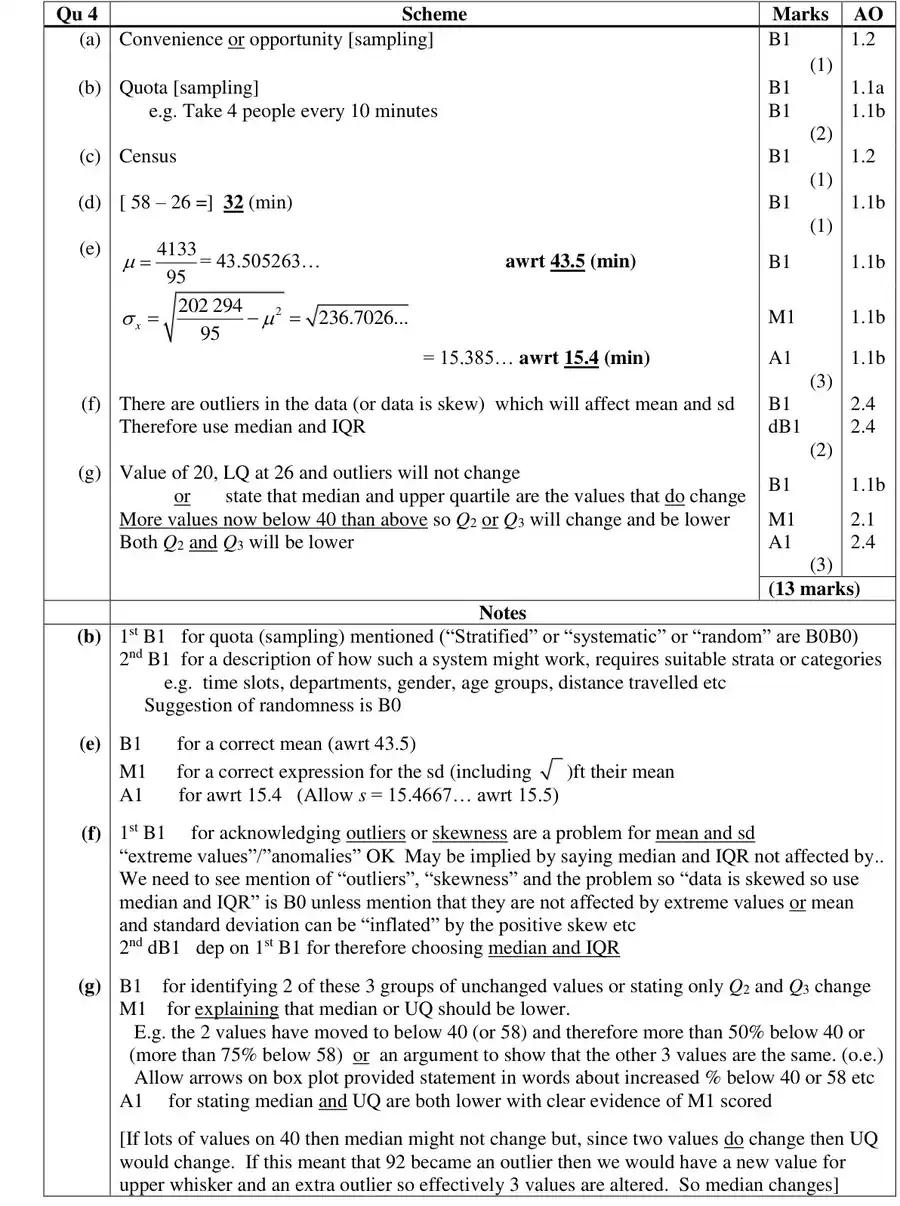 Qu 4 Scheme Marks AO
(a) Convenience or opportunity [sampling] B1 1.2
(1)
(b) Quota [sampling] B1 1.1a
e.g. Take 4 people every 10 minutes B1 1.1b
(2)
(c) Census B1 1.2
(1)
(d) [ 58 – 26 =] 32 (min) B1 1.1b
(1)
(e) μ = 4133/95 = 43.505263… awrt 43.5 (min) B1 1.1b
σx = √(202 294/95 − μ²) = √236.7026... M1 1.1b
= 15.385… awrt 15.4 (min) A1 1.1b
(3)
(f) There are outliers in the data (or data is skew) which will affect mean and sd B1 2.4
Therefore use median and IQR dB1 2.4
(2)
(g) Value of 20, LQ at 26 and outliers will not change
or state that median and upper quartile are the values that do change B1 1.1b
More values now below 40 than above so Q2 or Q3 will change and be lower M1 2.1
Both Q2 and Q3 will be lower A1 2.4
(3)
(13 marks)
Notes
(b) 1st B1 for quota (sampling) mentioned (“Stratified” or “systematic” or “random” are B0B0)
2nd B1 for a description of how such a system might work, requires suitable strata or categories
e.g. time slots, departments, gender, age groups, distance travelled etc
Suggestion of randomness is B0
(e) B1 for a correct mean (awrt 43.5)
M1 for a correct expression for the sd (including √ )ft their mean
A1 for awrt 15.4 (Allow s = 15.4667… awrt 15.5)
(f) 1st B1 for acknowledging outliers or skewness are a problem for mean and sd
“extreme values”/”anomalies” OK May be implied by saying median and IQR not affected by..
We need to see mention of “outliers”, “skewness” and the problem so “data is skewed so use
median and IQR” is B0 unless mention that they are not affected by extreme values or mean
and standard deviation can be “inflated” by the positive skew etc
2nd dB1 dep on 1st B1 for therefore choosing median and IQR
(g) B1 for identifying 2 of these 3 groups of unchanged values or stating only Q2 and Q3 change
M1 for explaining that median or UQ should be lower.
E.g. the 2 values have moved to below 40 (or 58) and therefore more than 50% below 40 or
(more than 75% below 58) or an argument to show that the other 3 values are the same. (o.e.)
Allow arrows on box plot provided statement in words about increased % below 40 or 58 etc
A1 for stating median and UQ are both lower with clear evidence of M1 scored
[If lots of values on 40 then median might not change but, since two values do change then UQ
would change. If this meant that 92 became an outlier then we would have a new value for
upper whisker and an extra outlier so effectively 3 values are altered. So median changes]